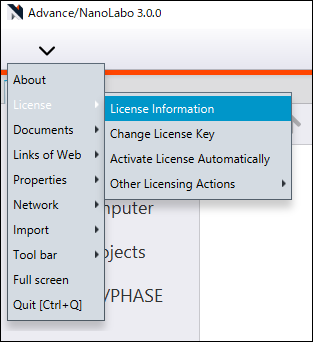 Advance/NanoLabo 3.0.0
About
License
License Information
Change License Key
Activate License Automatically
Other Licensing Actions
Documents
Links of Web
Properties
Network
Import
Tool bar
Full screen
Quit [Ctrl+Q]
mputer
ojects
/PHASE